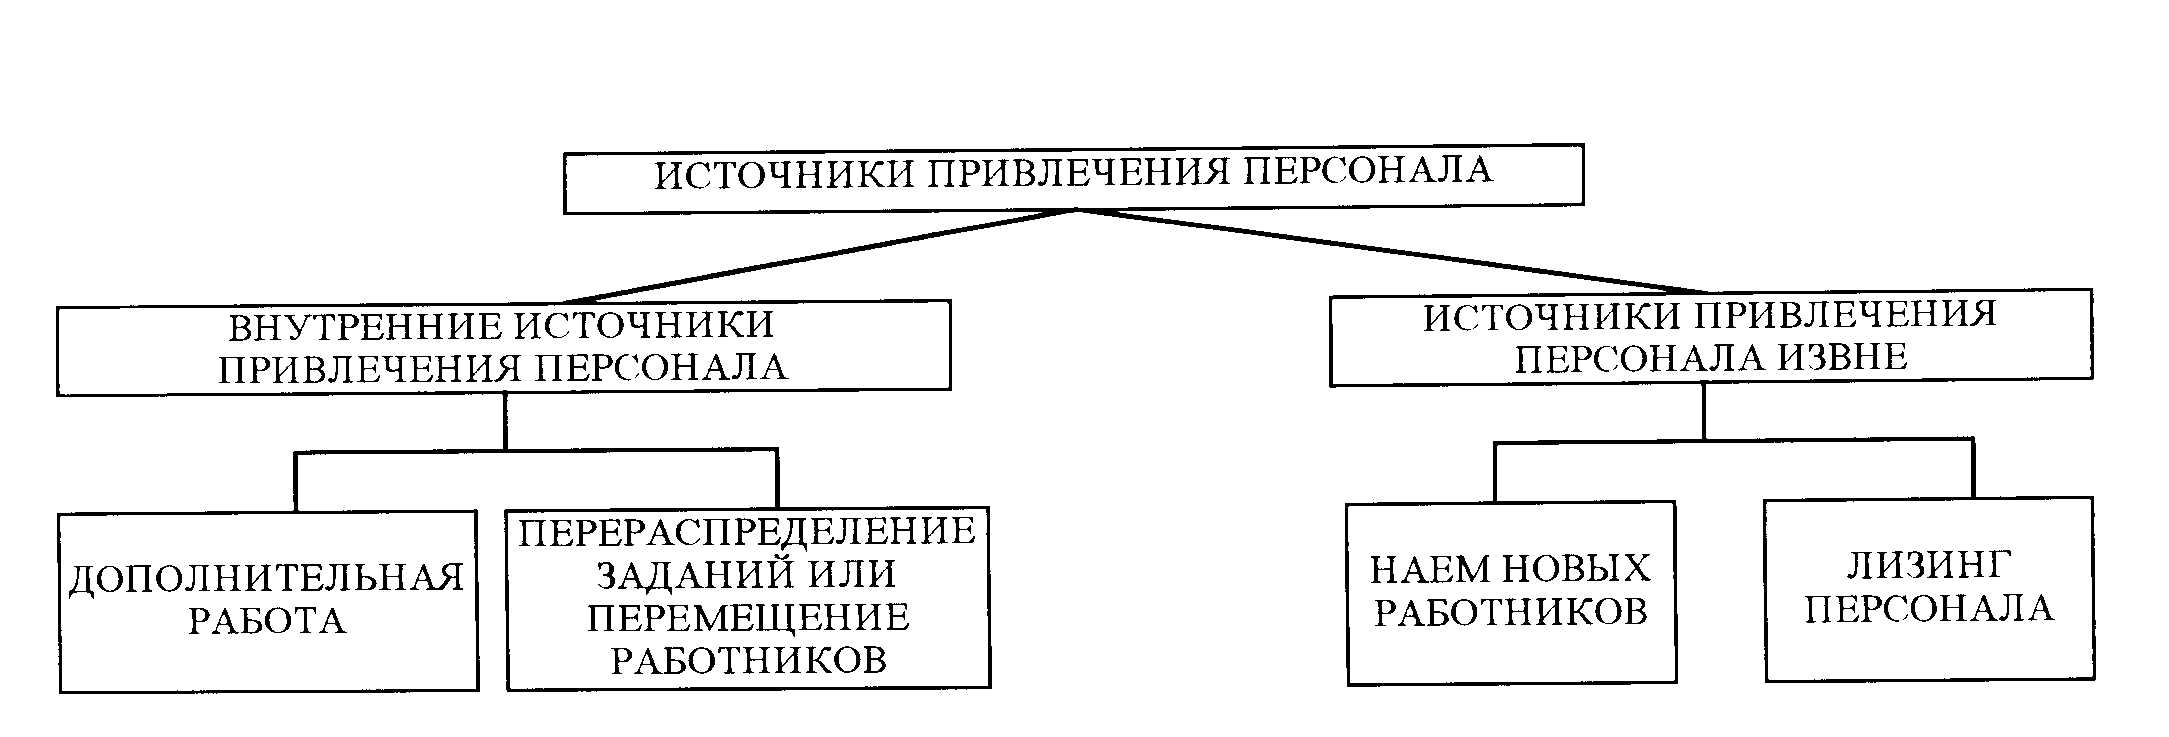 ИСТОЧНИКИ ПРИВЛЕЧЕНИЯ ПЕРСОНАЛА
ВНУТРЕННИЕ ИСТОЧНИКИ
ПРИВЛЕЧЕНИЯ ПЕРСОНАЛА
ИСТОЧНИКИ ПРИВЛЕЧЕНИЯ
ПЕРСОНАЛА ИЗВНЕ
ДОПОЛНИТЕЛЬНАЯ
РАБОТА
ПЕРЕРАСПРЕДЕЛЕНИЕ
ЗАДАНИЙ ИЛИ
ПЕРЕМЕЩЕНИЕ
РАБОТНИКОВ
НАЕМ НОВЫХ
РАБОТНИКОВ
ЛИЗИНГ
ПЕРСОНАЛА